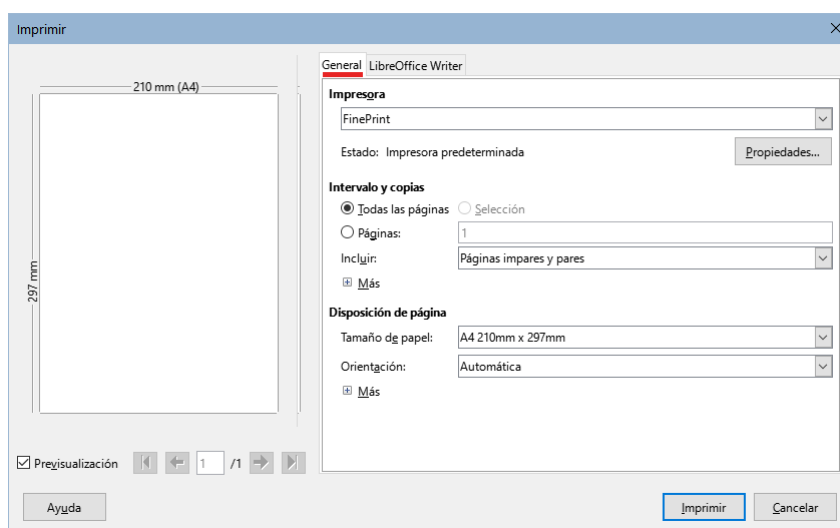 Imprimir
210 mm (A4)
297 mm
Previsualización
1 /1
General LibreOffice Writer
Impresora
FinePrint
Estado: Impresora predeterminada Propiedades...
Intervalo y copias
Todas las páginas Selección
Páginas: 1
Incluir: Páginas impares y pares
Más
Disposición de página
Tamaño de papel: A4 210mm x 297mm
Orientación: Automática
Más
Ayuda Imprimir Cancelar